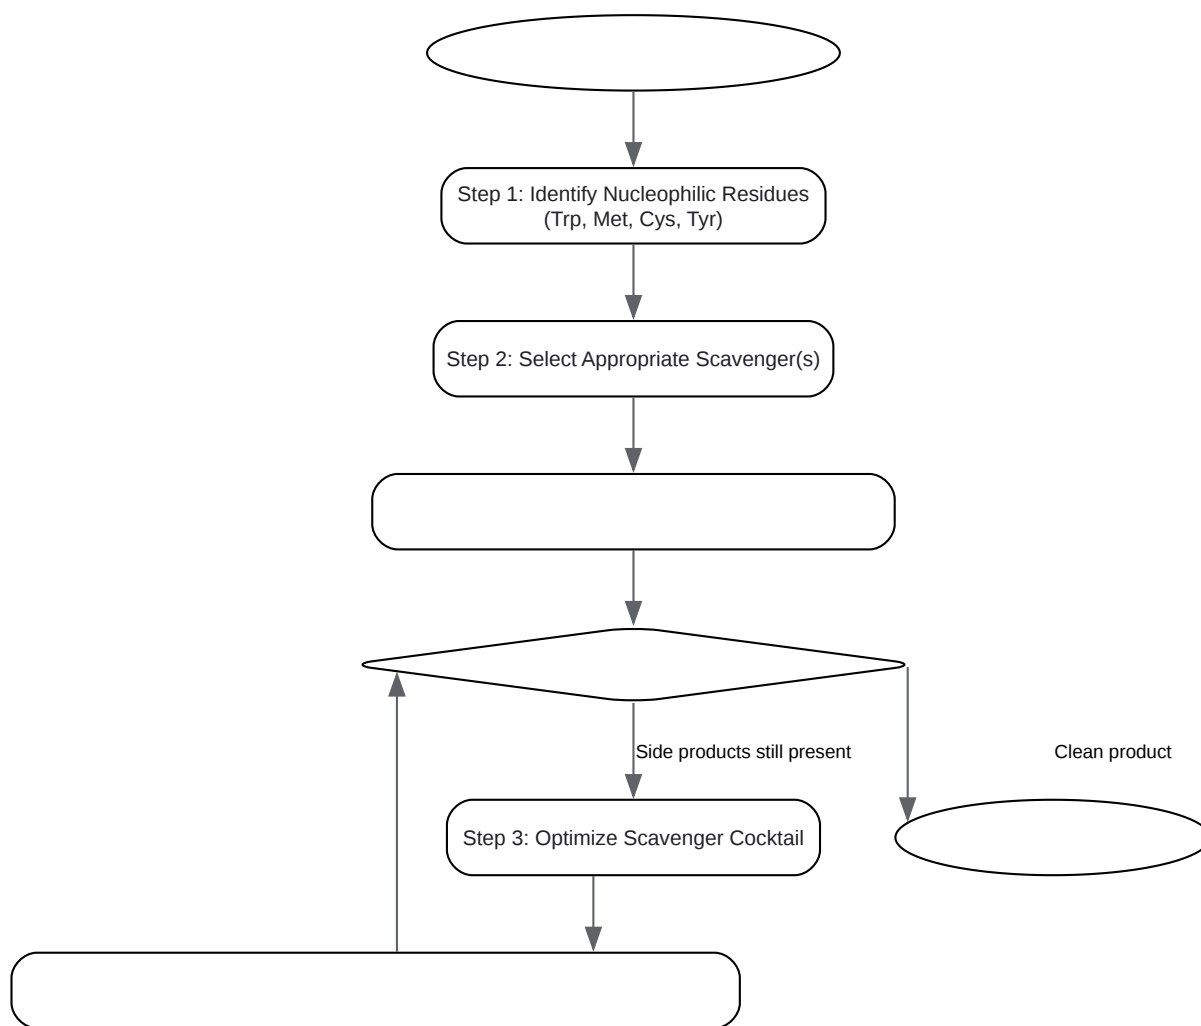 Step 1: Identify Nucleophilic Residues
(Trp, Met, Cys, Tyr)
Step 2: Select Appropriate Scavenger(s)
Side products still present
Clean product
Step 3: Optimize Scavenger Cocktail